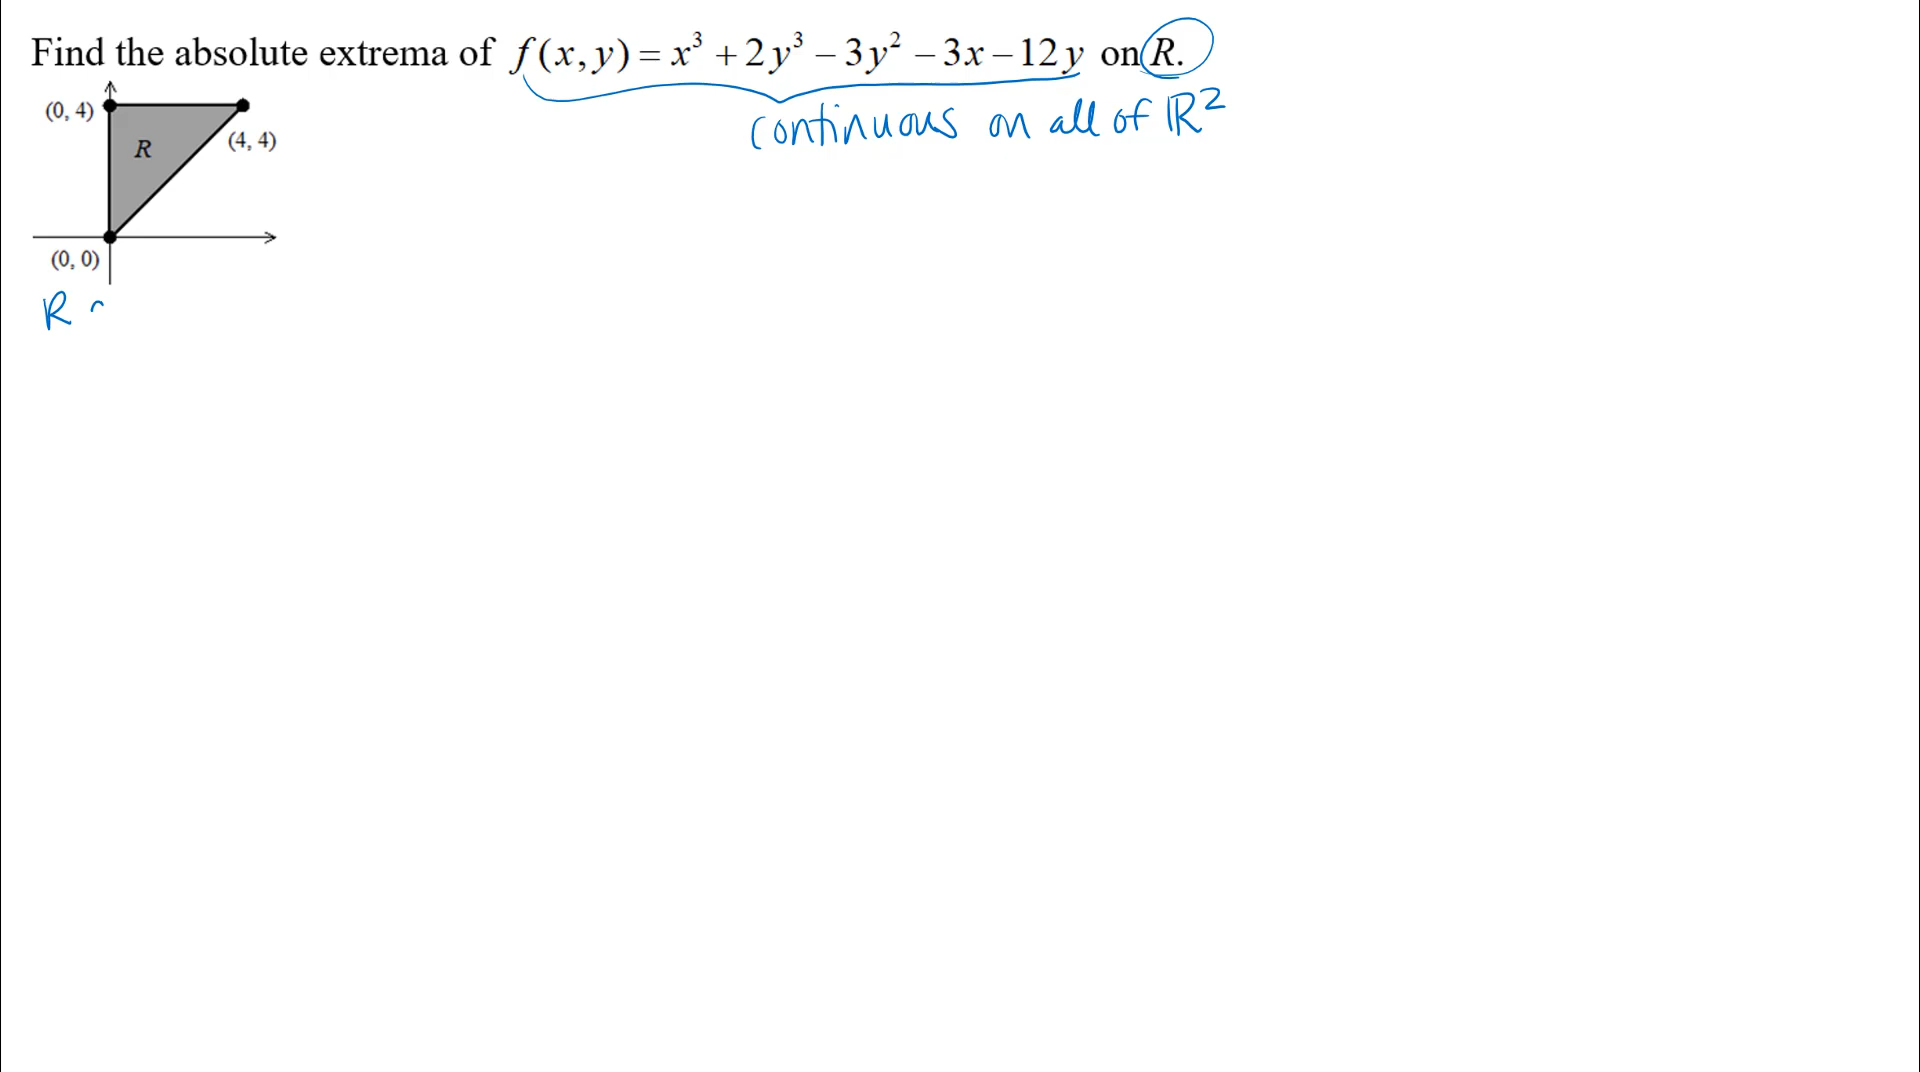 Find the absolute extrema of f(x, y) = x³ + 2y³ − 3y² − 3x − 12y on R.
continuous on all of ℝ²
(0, 4)
(4, 4)
R
(0, 0)
R